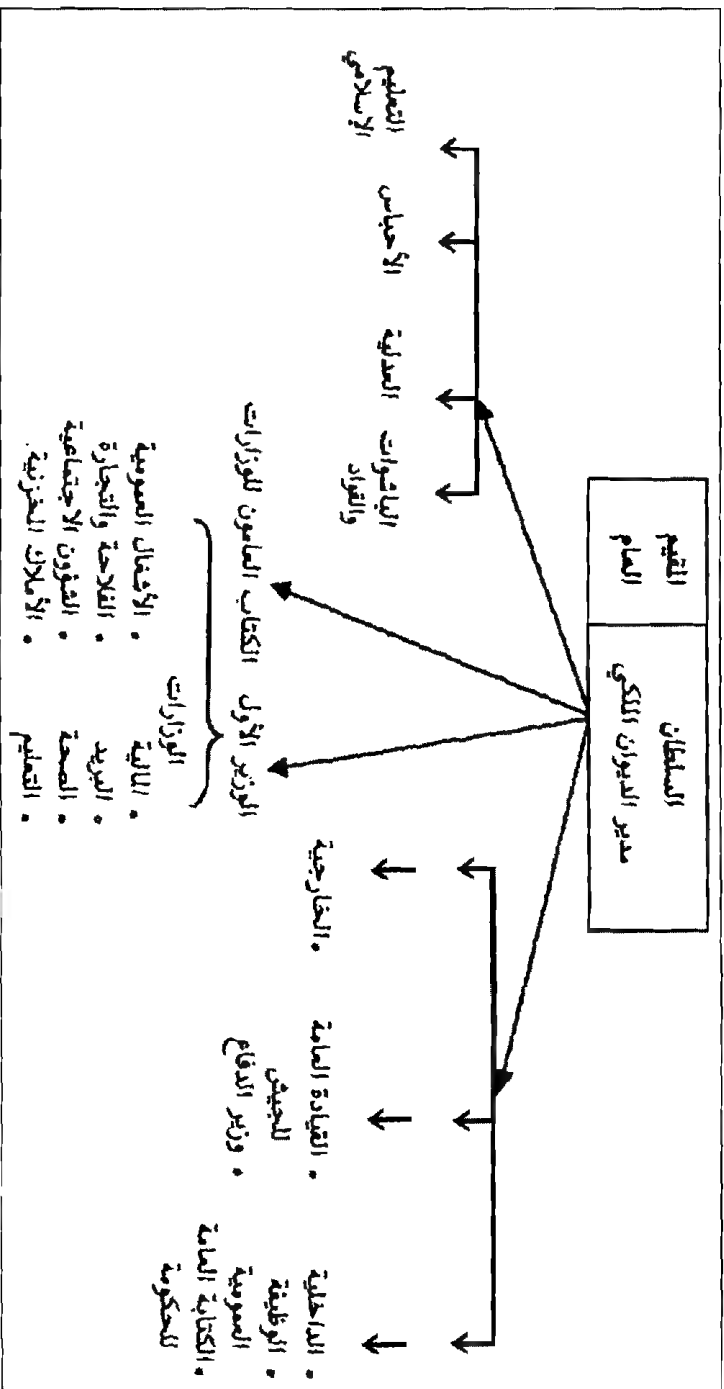 المقيم
العام
السلطان
مدير الديوان الملكي
الداخلية •
الوظيفة •
العمومية
الكتابة العامة •
للحكومة
القيادة العامة •
للجيش
وزير الدفاع •
الخارجية •
الوزير الأول
الكتاب العامون للوزارات
الوزارات
المالية •
البريد •
الصحة •
التعليم •
الأشغال العمومية •
الفلاحة والتجارة •
الشؤون الاجتماعية •
الأملاك المخزنية •
الباشوات
والقواد
العدلية
الأحباس
التعليم
الإسلامي